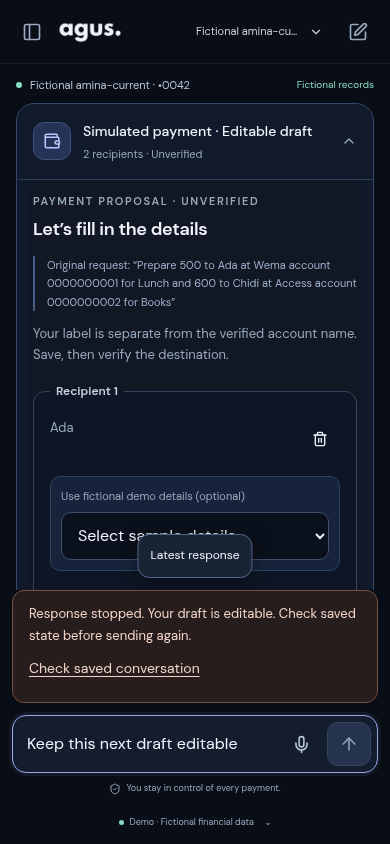 agus.
Fictional amina-cu...
Fictional amina-current · •0042
Fictional records
Simulated payment · Editable draft
2 recipients · Unverified
PAYMENT PROPOSAL · UNVERIFIED
Let’s fill in the details
Original request: “Prepare 500 to Ada at Wema account
0000000001 for Lunch and 600 to Chidi at Access account
0000000002 for Books”
Your label is separate from the verified account name.
Save, then verify the destination.
Recipient 1
Ada
Use fictional demo details (optional)
Select sample details
Latest response
Response stopped. Your draft is editable. Check saved
state before sending again.
Check saved conversation
Keep this next draft editable
You stay in control of every payment.
Demo · Fictional financial data